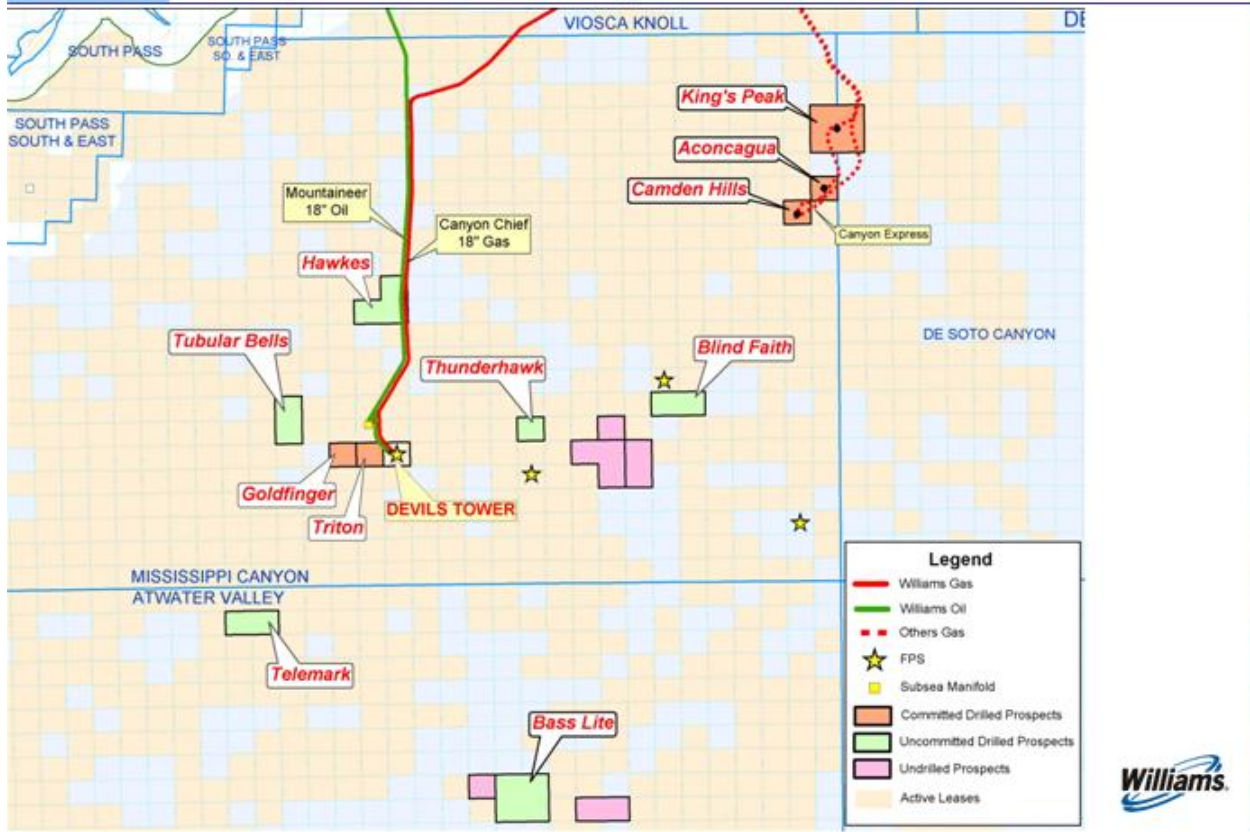 VIOSCA KNOLL
DE
SOUTH PASS
SOUTH PASS
SO. & EAST
SOUTH PASS
SOUTH & EAST
King's Peak
Aconcagua
Camden Hills
Canyon Express
Mountaineer
18" Oil
Canyon Chief
18" Gas
Hawkes
Tubular Bells
Thunderhawk
Blind Faith
DE SOTO CANYON
Goldfinger
Triton
DEVILS TOWER
MISSISSIPPI CANYON
ATWATER VALLEY
Telemark
Bass Lite
Legend
Williams Gas
Williams Oil
Others Gas
FPS
Subsea Manifold
Committed Drilled Prospects
Uncommitted Drilled Prospects
Undrilled Prospects
Active Leases
Williams.